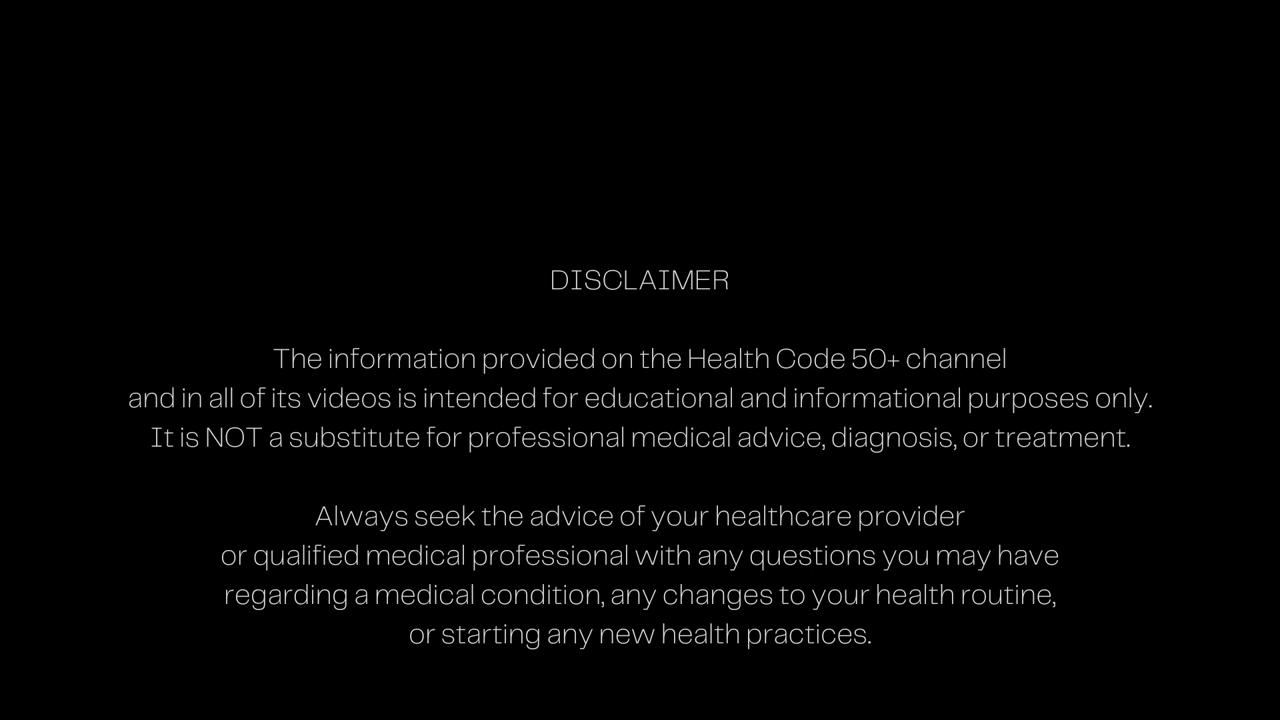 DISCLAIMER
The information provided on the Health Code 50+ channel
and in all of its videos is intended for educational and informational purposes only.
It is NOT a substitute for professional medical advice, diagnosis, or treatment.
Always seek the advice of your healthcare provider
or qualified medical professional with any questions you may have
regarding a medical condition, any changes to your health routine,
or starting any new health practices.